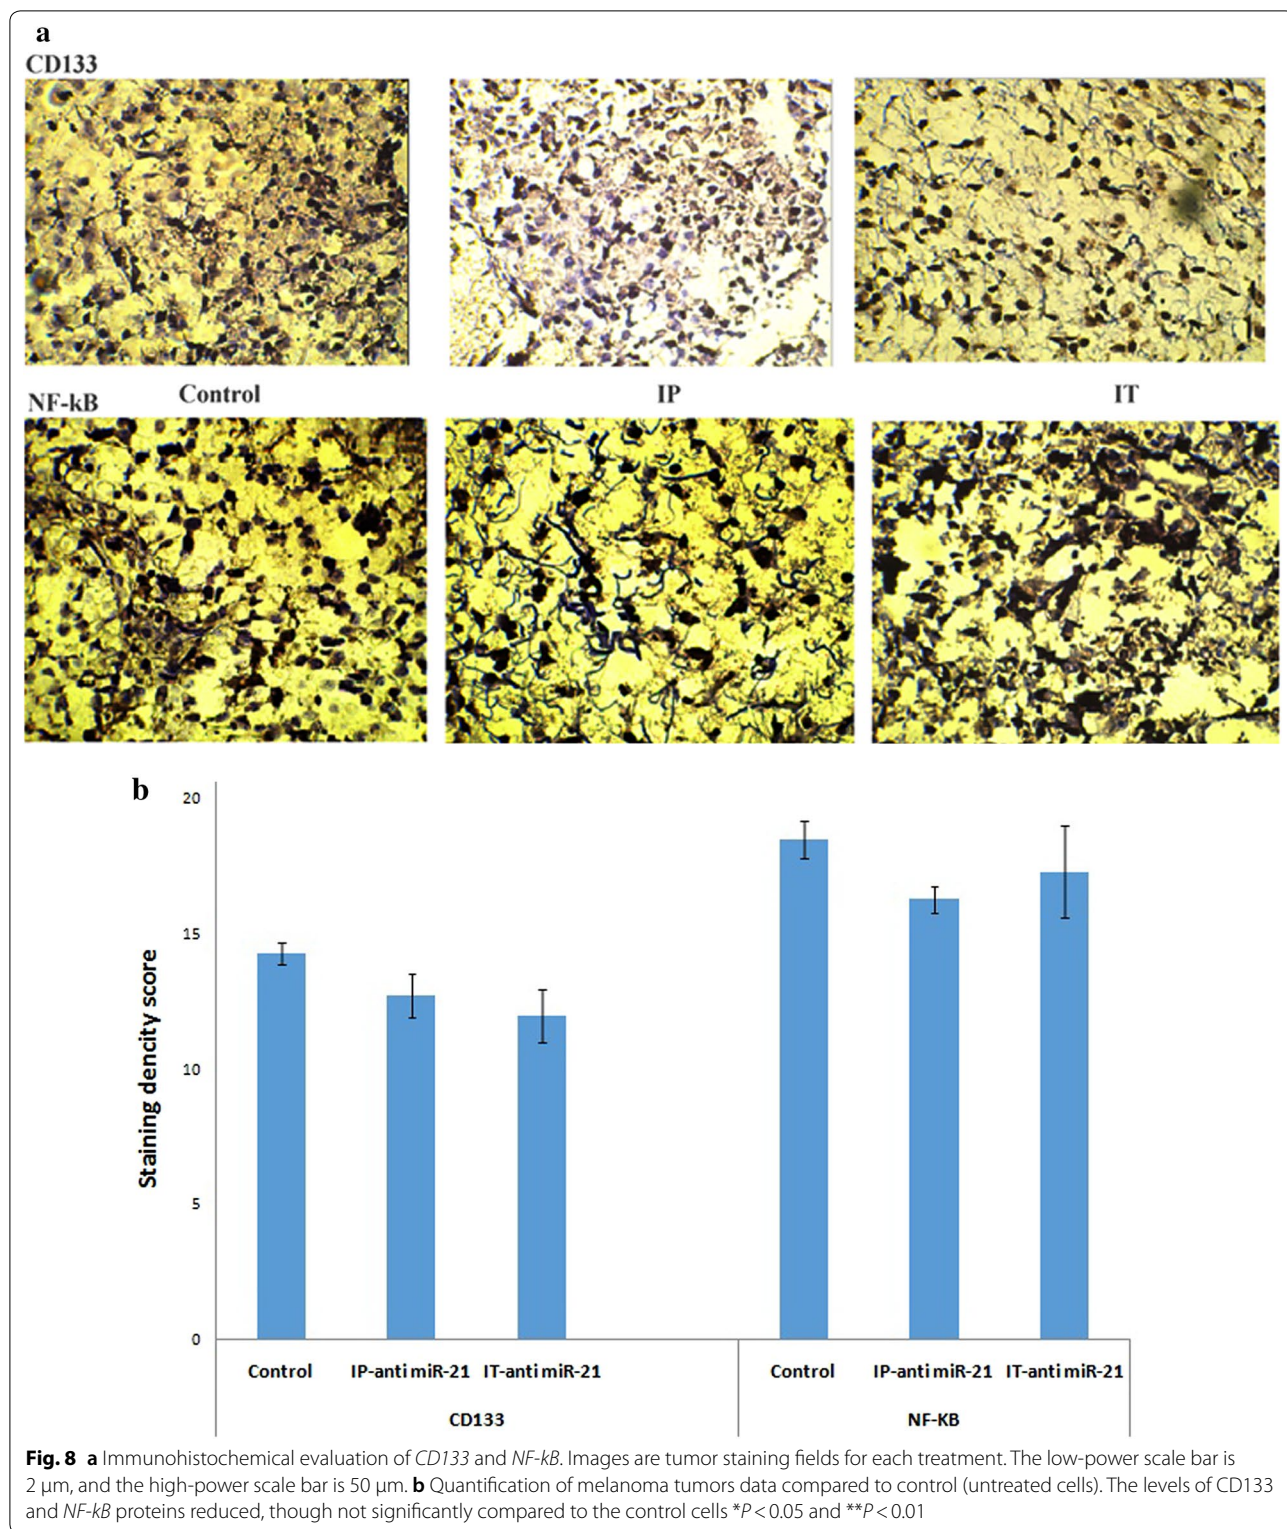 a
CD133
NF-kB Control IP IT
b
20
15
10
5
0
Staining dencity score
Control IP-anti miR-21 IT-anti miR-21 Control IP-anti miR-21 IT-anti miR-21
CD133 NF-KB
Fig. 8 a Immunohistochemical evaluation of CD133 and NF-kB. Images are tumor staining fields for each treatment. The low-power scale bar is
2 μm, and the high-power scale bar is 50 μm. b Quantification of melanoma tumors data compared to control (untreated cells). The levels of CD133
and NF-kB proteins reduced, though not significantly compared to the control cells *P < 0.05 and **P < 0.01